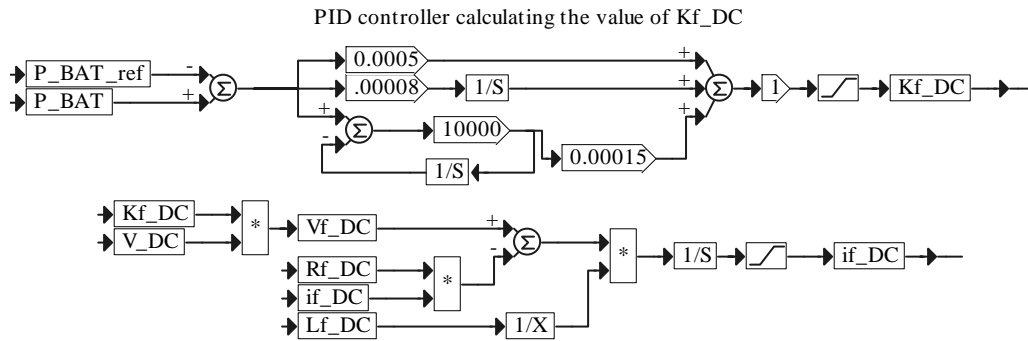 PID controller calculating the value of Kf_DC
P_BAT_ref
P_BAT
-
+
Σ
0.0005
.00008
1/S
+
-
Σ
10000
1/S
0.00015
+
+
+
Σ
1
Kf_DC
Kf_DC
V_DC
*
Vf_DC
Rf_DC
if_DC
*
Lf_DC
1/X
+
-
Σ
*
1/S
if_DC